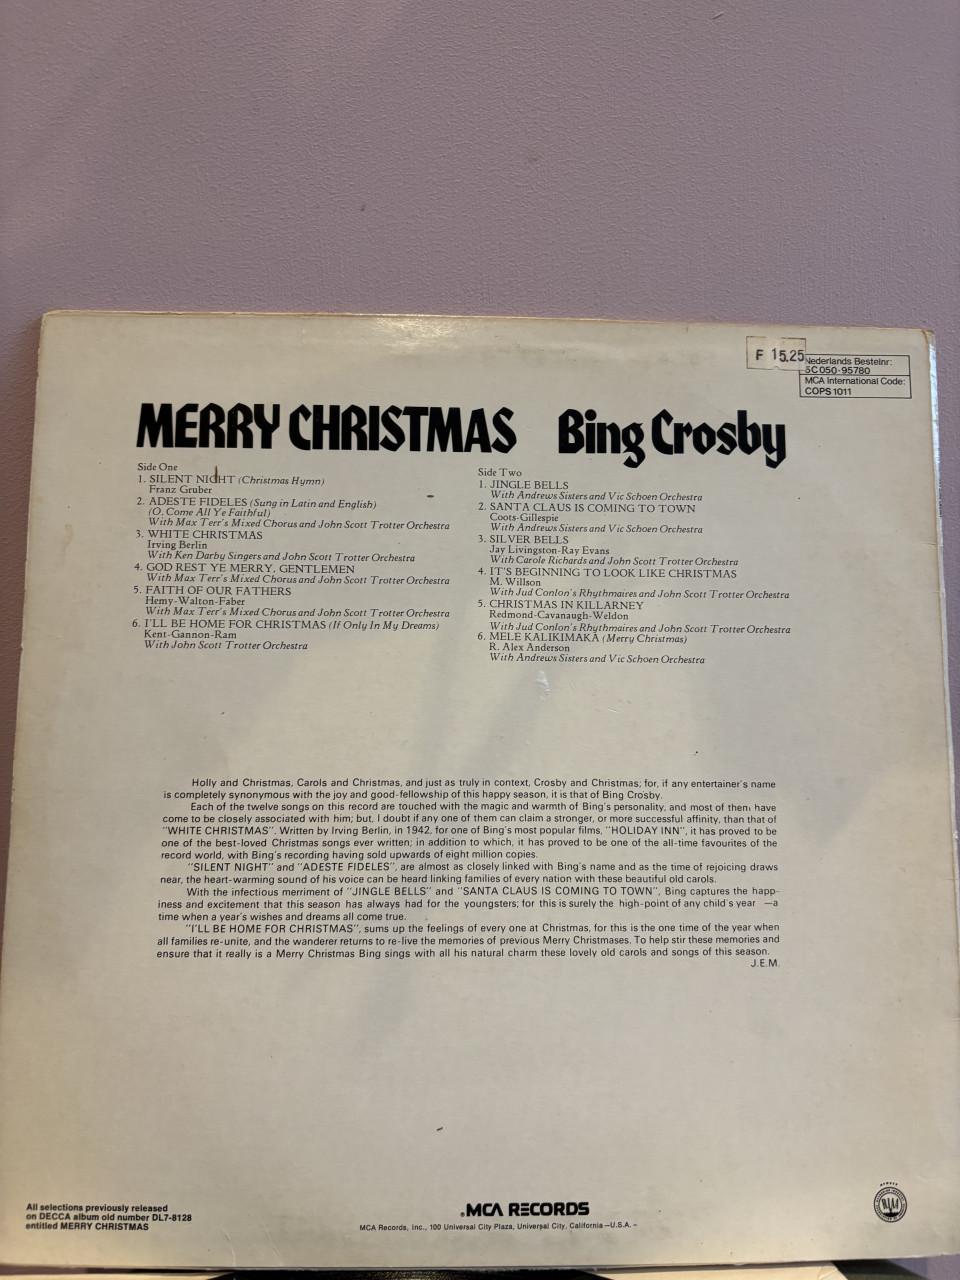 F 15.25
Nederlands Bestelnr:
5C 050-95780
MCA International Code:
COPS 1011
MERRY CHRISTMAS Bing Crosby
Side One
1. SILENT NIGHT (Christmas Hymn)
Franz Gruber
2. ADESTE FIDELES (Sung in Latin and English)
(O, Come All Ye Faithful)
With Max Terr's Mixed Chorus and John Scott Trotter Orchestra
3. WHITE CHRISTMAS
Irving Berlin
With Ken Darby Singers and John Scott Trotter Orchestra
4. GOD REST YE MERRY, GENTLEMEN
With Max Terr's Mixed Chorus and John Scott Trotter Orchestra
5. FAITH OF OUR FATHERS
Hemy-Walton-Faber
With Max Terr's Mixed Chorus and John Scott Trotter Orchestra
6. I'LL BE HOME FOR CHRISTMAS (If Only In My Dreams)
Kent-Gannon-Ram
With John Scott Trotter Orchestra
Side Two
1. JINGLE BELLS
With Andrews Sisters and Vic Schoen Orchestra
2. SANTA CLAUS IS COMING TO TOWN
Coots-Gillespie
With Andrews Sisters and Vic Schoen Orchestra
3. SILVER BELLS
Jay Livingston-Ray Evans
With Carole Richards and John Scott Trotter Orchestra
4. IT'S BEGINNING TO LOOK LIKE CHRISTMAS
M. Willson
With Jud Conlon's Rhythmaires and John Scott Trotter Orchestra
5. CHRISTMAS IN KILLARNEY
Redmond-Cavanaugh-Weldon
With Jud Conlon's Rhythmaires and John Scott Trotter Orchestra
6. MELE KALIKIMAKA (Merry Christmas)
R. Alex Anderson
With Andrews Sisters and Vic Schoen Orchestra
Holly and Christmas, Carols and Christmas, and just as truly in context, Crosby and Christmas; for, if any entertainer's name
is completely synonymous with the joy and good-fellowship of this happy season, it is that of Bing Crosby.
Each of the twelve songs on this record are touched with the magic and warmth of Bing's personality, and most of them have
come to be closely associated with him; but, I doubt if any one of them can claim a stronger, or more successful affinity, than that of
"WHITE CHRISTMAS". Written by Irving Berlin, in 1942, for one of Bing's most popular films, "HOLIDAY INN", it has proved to be
one of the best-loved Christmas songs ever written; in addition to which, it has proved to be one of the all-time favourites of the
record world, with Bing's recording having sold upwards of eight million copies.
"SILENT NIGHT" and "ADESTE FIDELES", are almost as closely linked with Bing's name and as the time of rejoicing draws
near, the heart-warming sound of his voice can be heard linking families of every nation with these beautiful old carols.
With the infectious merriment of "JINGLE BELLS" and "SANTA CLAUS IS COMING TO TOWN", Bing captures the happ-
iness and excitement that this season has always had for the youngsters; for this is surely the high-point of any child's year —a
time when a year's wishes and dreams all come true.
"I'LL BE HOME FOR CHRISTMAS", sums up the feelings of every one at Christmas, for this is the one time of the year when
all families re-unite, and the wanderer returns to re-live the memories of previous Merry Christmases. To help stir these memories and
ensure that it really is a Merry Christmas Bing sings with all his natural charm these lovely old carols and songs of this season.
J.E.M.
All selections previously released
on DECCA album old number DL7-8128
entitled MERRY CHRISTMAS
MCA RECORDS
MCA Records, Inc., 100 Universal City Plaza, Universal City, California —U.S.A. -
RIAA